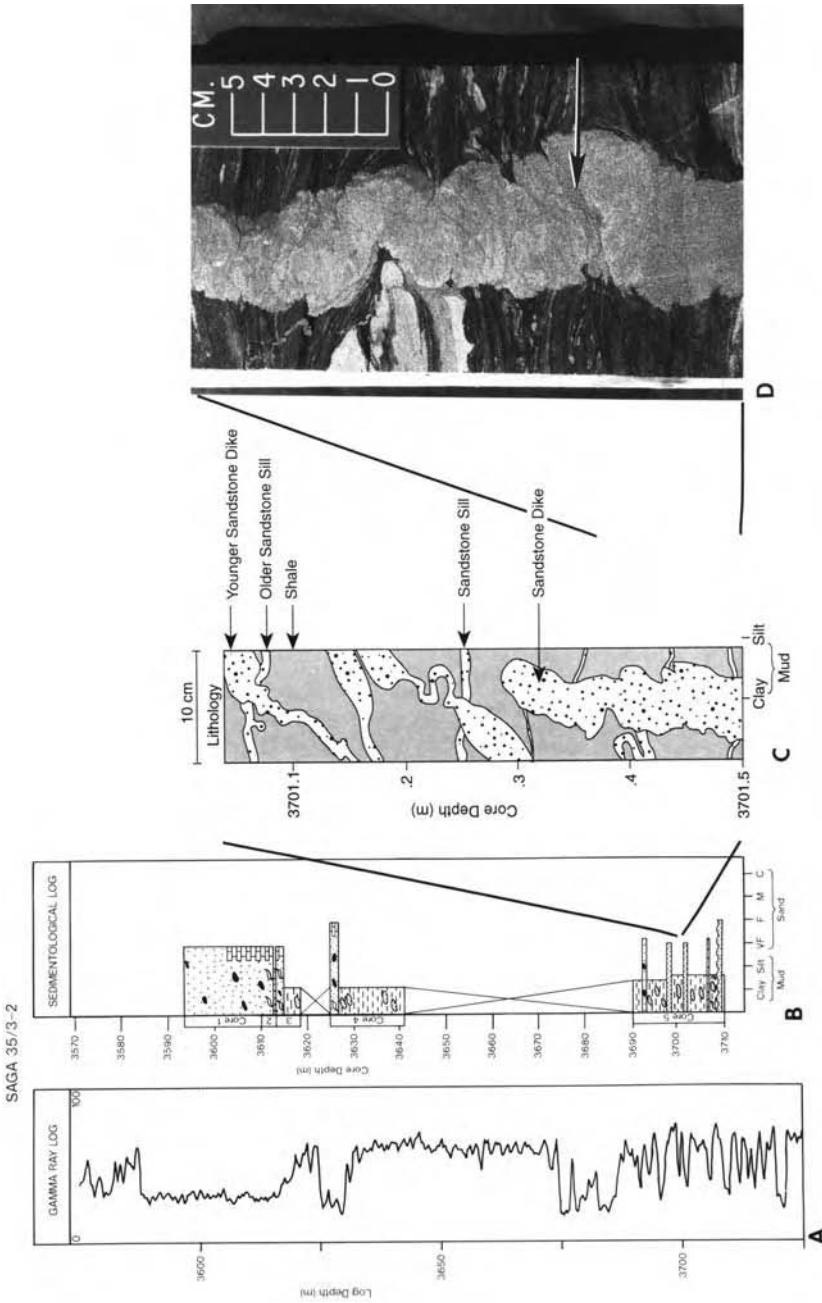 SAGA 35/3-2
GAMMA RAY LOG
0
100
Log Depth (m)
3600
3650
3700
A
SEDIMENTOLOGICAL LOG
Core Depth (m)
3570
3580
3590
3600
3610
3620
3630
3640
3650
3660
3670
3680
3690
3700
3710
Core 1
2
3
Core 4
Core 5
Clay
Silt
VF
F
M
C
Mud
Sand
B
10 cm
Lithology
Younger Sandstone Dike
Older Sandstone Sill
Shale
Sandstone Sill
Sandstone Dike
Core Depth (m)
3701.1
.2
.3
.4
3701.5
Clay
Silt
Mud
C
CM.
5
4
3
2
1
0
D